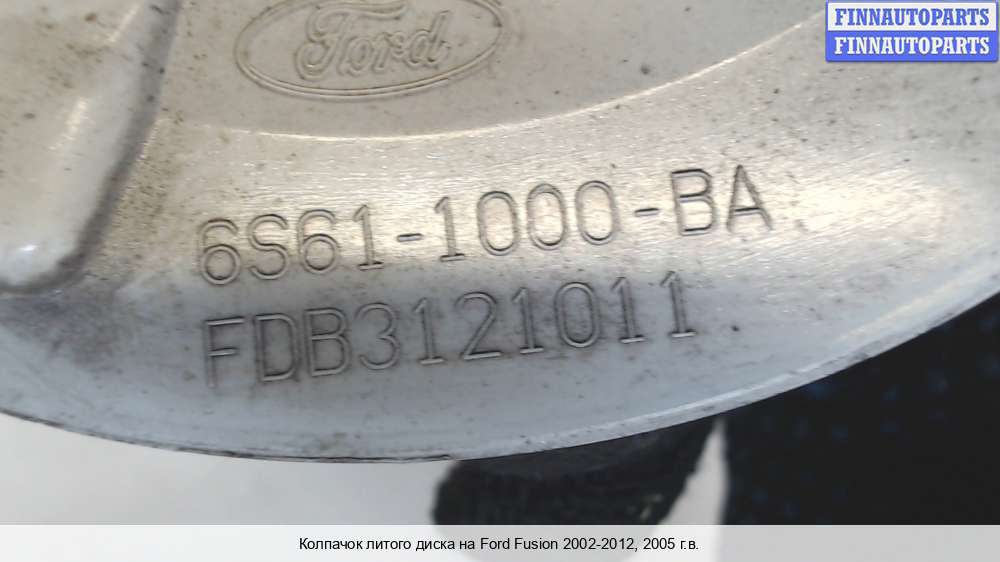 FINNAUTOPARTS
FINNAUTOPARTS
Ford
6S61-1000-BA
FDB3121011
Колпачок литого диска на Ford Fusion 2002-2012, 2005 г.в.